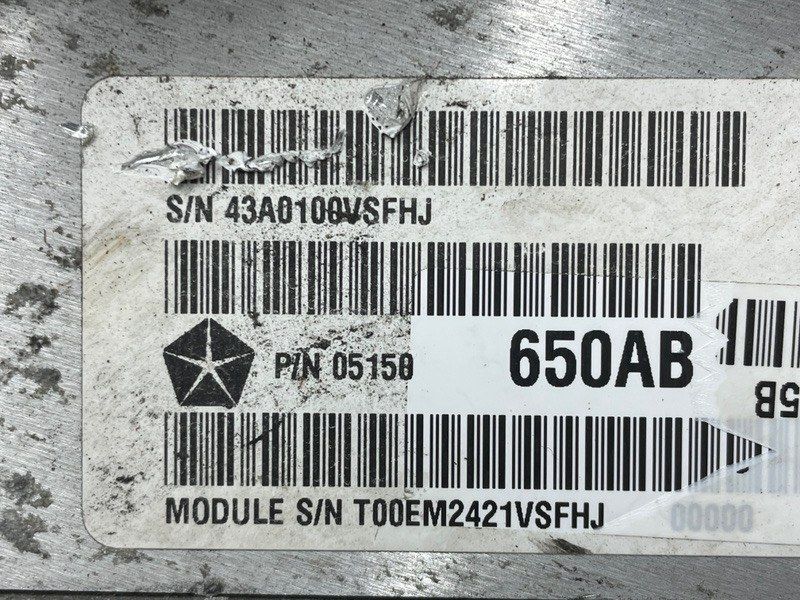 S/N 43A0100VSFHJ
P/N 05150 650AB
5B
MODULE S/N T00EM2421VSFHJ
00000